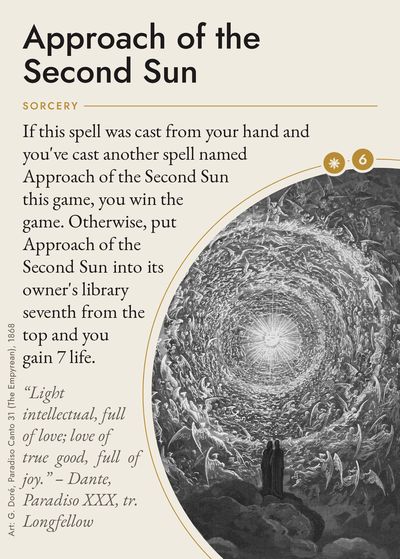 Approach of the
Second Sun
SORCERY
6
If this spell was cast from your hand and
you've cast another spell named
Approach of the Second Sun
this game, you win the
game. Otherwise, put
Approach of the
Second Sun into its
owner's library
seventh from the
top and you
gain 7 life.
“Light
intellectual, full
of love; love of
true good, full of
joy.” – Dante,
Paradiso XXX, tr.
Longfellow
Art: G. Doré, Paradiso Canto 31 (The Empyrean), 1868